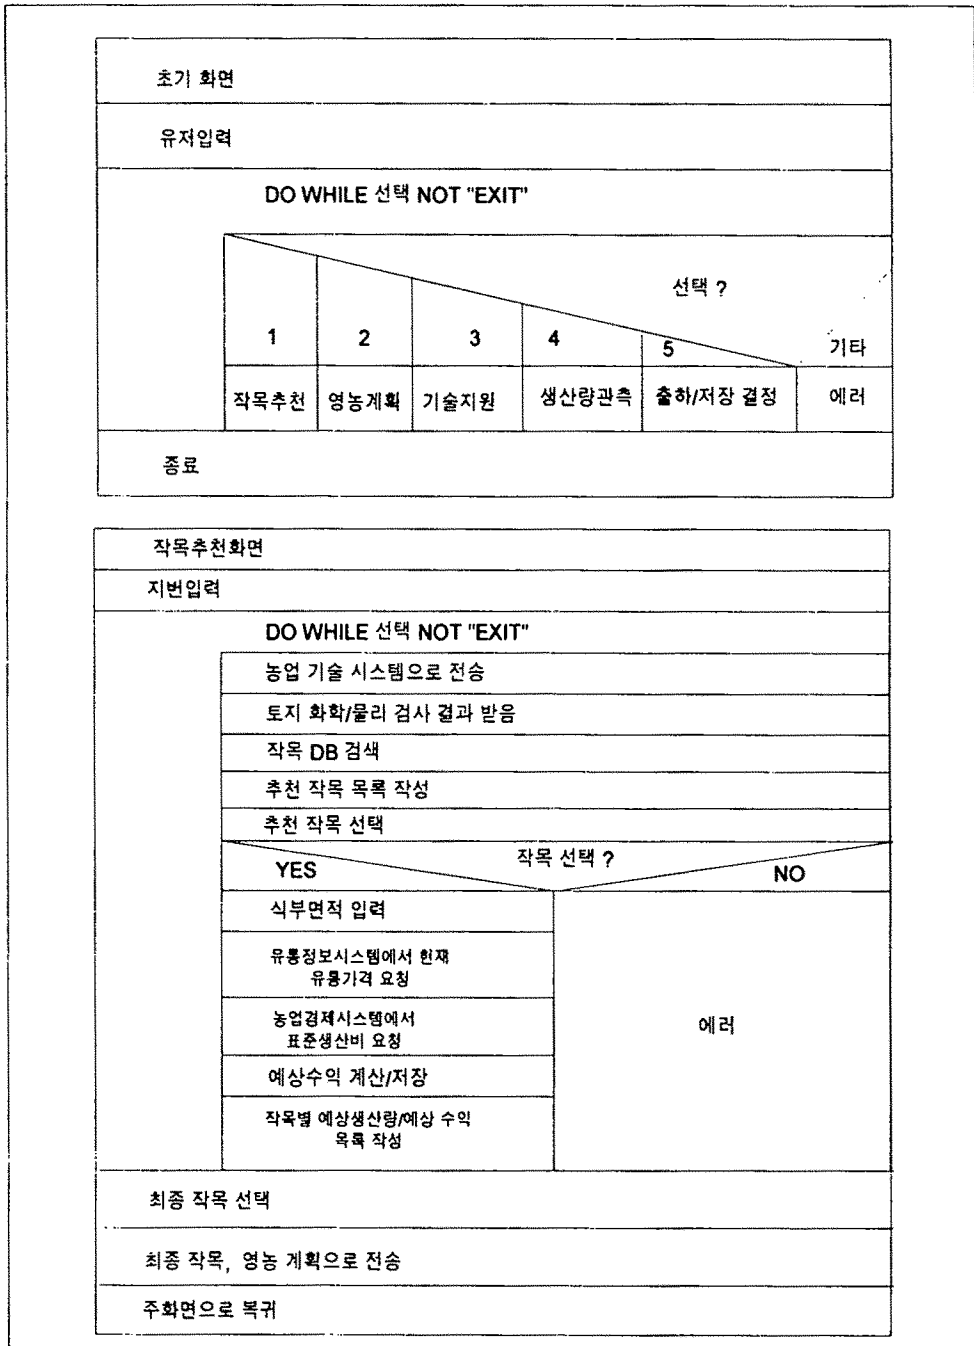 초기 화면
유저입력
DO WHILE 선택 NOT "EXIT"
선택 ?
1 2 3 4 5 기타
작목추천 영농계획 기술지원 생산량관측 출하/저장 결정 에러
종료
작목추천화면
지번입력
DO WHILE 선택 NOT "EXIT"
농업 기술 시스템으로 전송
토지 화학/물리 검사 결과 받음
작목 DB 검색
추천 작목 목록 작성
추천 작목 선택
작목 선택 ?
YES NO
식부면적 입력
유통정보시스템에서 현재
유통가격 요청
농업경제시스템에서
표준생산비 요청
에러
예상수익 계산/저장
작목별 예상생산량/예상 수익
목록 작성
최종 작목 선택
최종 작목, 영농 계획으로 전송
주화면으로 복귀